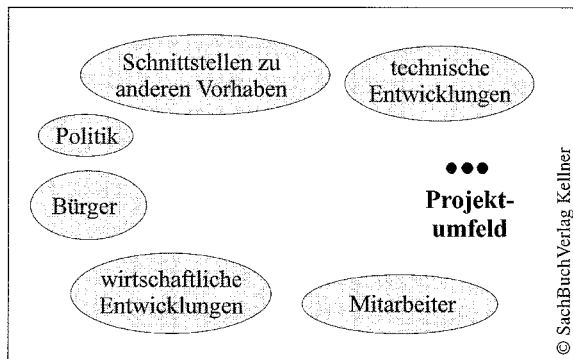 Schnittstellen zu
anderen Vorhaben
technische
Entwicklungen
Politik
Bürger
Projekt-
umfeld
wirtschaftliche
Entwicklungen
Mitarbeiter
© SachBuchVerlag Kellner